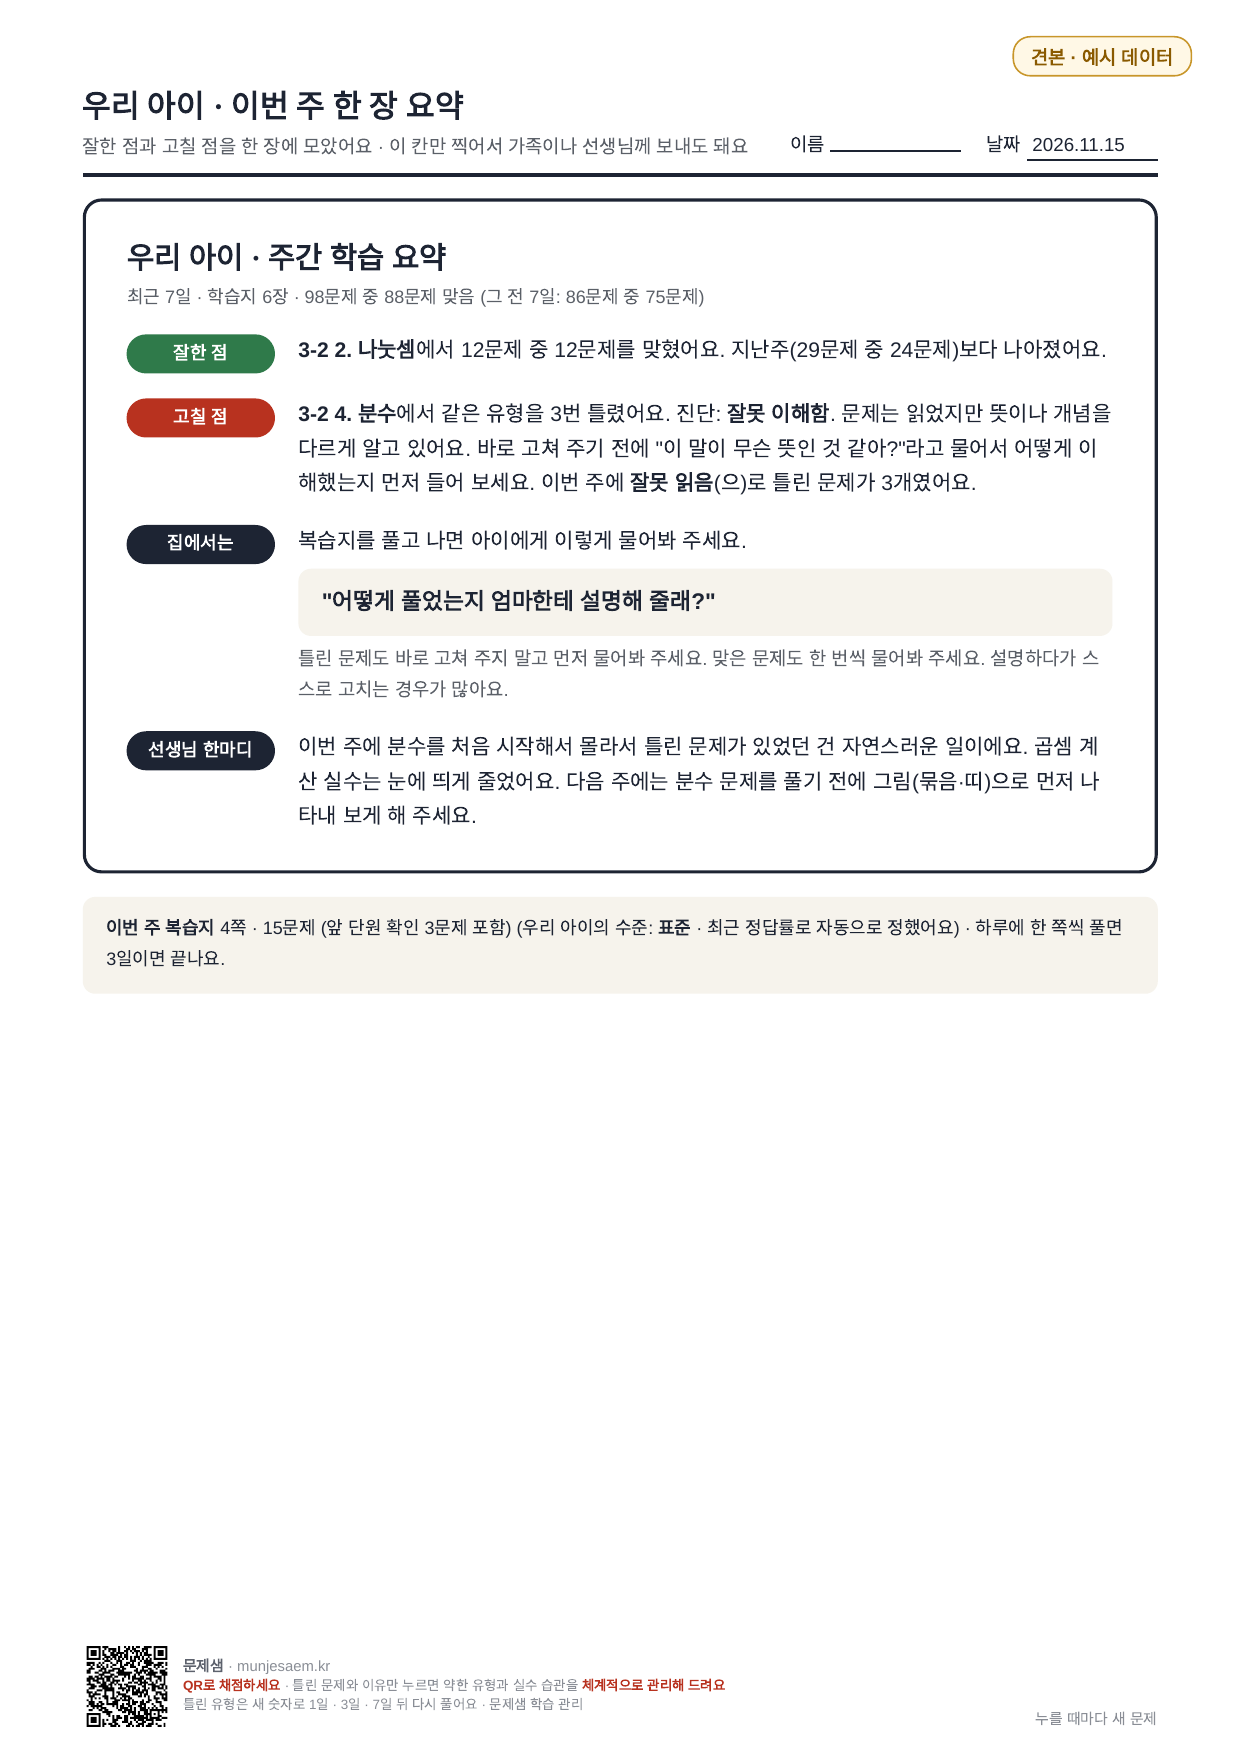 견본 · 예시 데이터
우리 아이 · 이번 주 한 장 요약
잘한 점과 고칠 점을 한 장에 모았어요 · 이 칸만 찍어서 가족이나 선생님께 보내도 돼요 이름 날짜 2026.11.15
우리 아이 · 주간 학습 요약
최근 7일 · 학습지 6장 · 98문제 중 88문제 맞음 (그 전 7일: 86문제 중 75문제)
잘한 점 3-2 2. 나눗셈에서 12문제 중 12문제를 맞혔어요. 지난주(29문제 중 24문제)보다 나아졌어요.
고칠 점 3-2 4. 분수에서 같은 유형을 3번 틀렸어요. 진단: 잘못 이해함. 문제는 읽었지만 뜻이나 개념을
다르게 알고 있어요. 바로 고쳐 주기 전에 "이 말이 무슨 뜻인 것 같아?"라고 물어서 어떻게 이
해했는지 먼저 들어 보세요. 이번 주에 잘못 읽음(으)로 틀린 문제가 3개였어요.
집에서는 복습지를 풀고 나면 아이에게 이렇게 물어봐 주세요.
"어떻게 풀었는지 엄마한테 설명해 줄래?"
틀린 문제도 바로 고쳐 주지 말고 먼저 물어봐 주세요. 맞은 문제도 한 번씩 물어봐 주세요. 설명하다가 스
스로 고치는 경우가 많아요.
선생님 한마디 이번 주에 분수를 처음 시작해서 몰라서 틀린 문제가 있었던 건 자연스러운 일이에요. 곱셈 계
산 실수는 눈에 띄게 줄었어요. 다음 주에는 분수 문제를 풀기 전에 그림(묶음·띠)으로 먼저 나
타내 보게 해 주세요.
이번 주 복습지 4쪽 · 15문제 (앞 단원 확인 3문제 포함) (우리 아이의 수준: 표준 · 최근 정답률로 자동으로 정했어요) · 하루에 한 쪽씩 풀면
3일이면 끝나요.
문제샘 · munjesaem.kr
QR로 채점하세요 · 틀린 문제와 이유만 누르면 약한 유형과 실수 습관을 체계적으로 관리해 드려요
틀린 유형은 새 숫자로 1일 · 3일 · 7일 뒤 다시 풀어요 · 문제샘 학습 관리
누를 때마다 새 문제